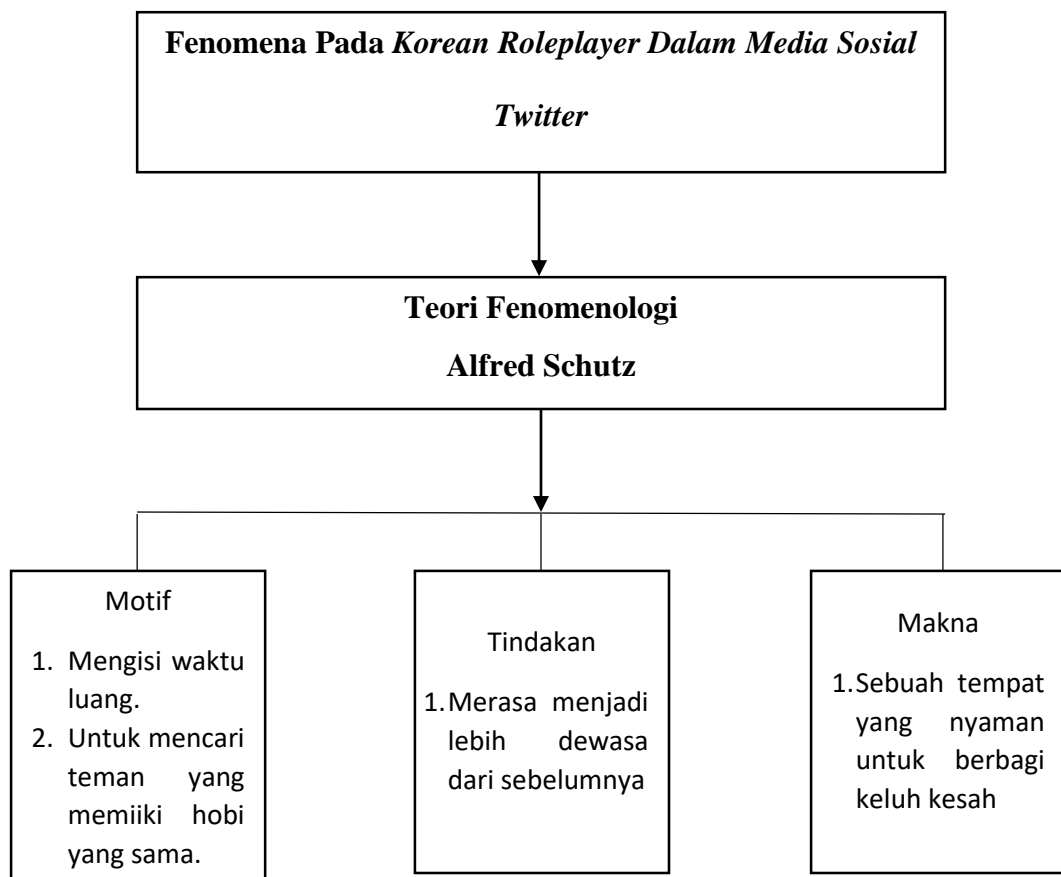 Fenomena Pada Korean Roleplayer Dalam Media Sosial
Twitter
Teori Fenomenologi
Alfred Schutz
Motif
1. Mengisi waktu
luang.
2. Untuk mencari
teman yang
memiiki hobi
yang sama.
Tindakan
1. Merasa menjadi
lebih dewasa
dari sebelumnya
Makna
1. Sebuah tempat
yang nyaman
untuk berbagi
keluh kesah